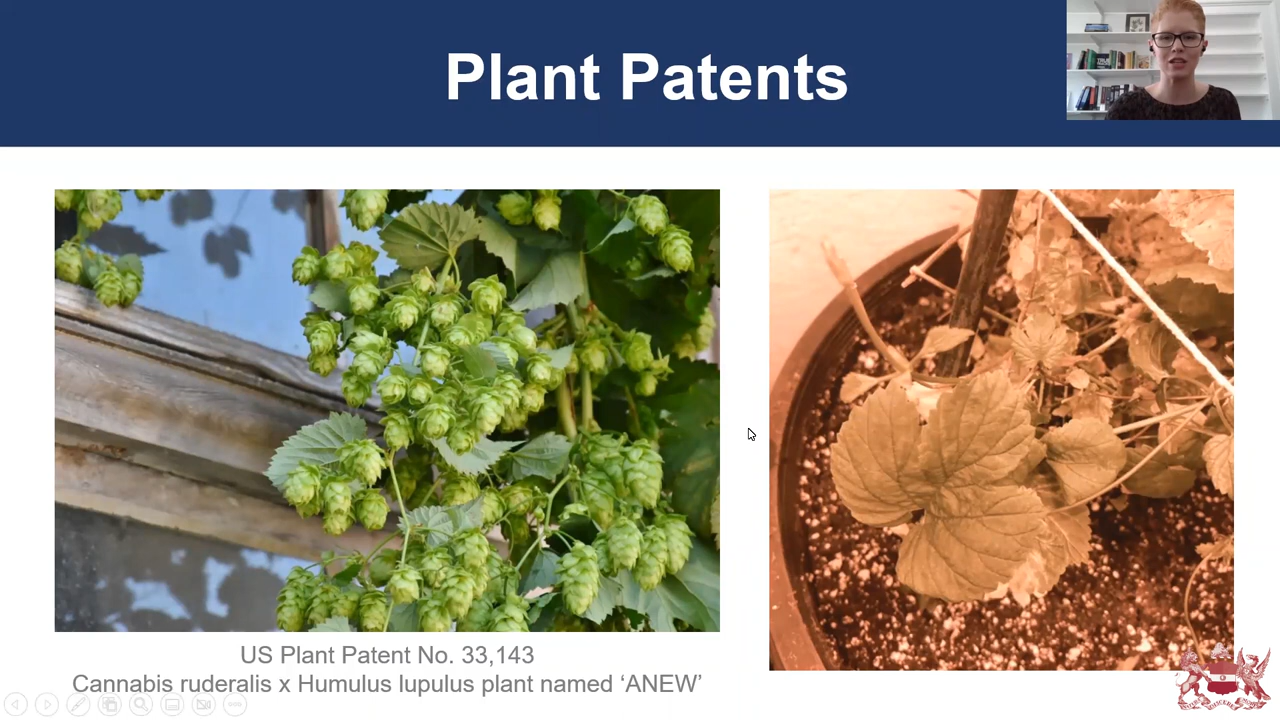 Plant Patents
US Plant Patent No. 33,143
Cannabis ruderalis x Humulus lupulus plant named ‘ANEW’